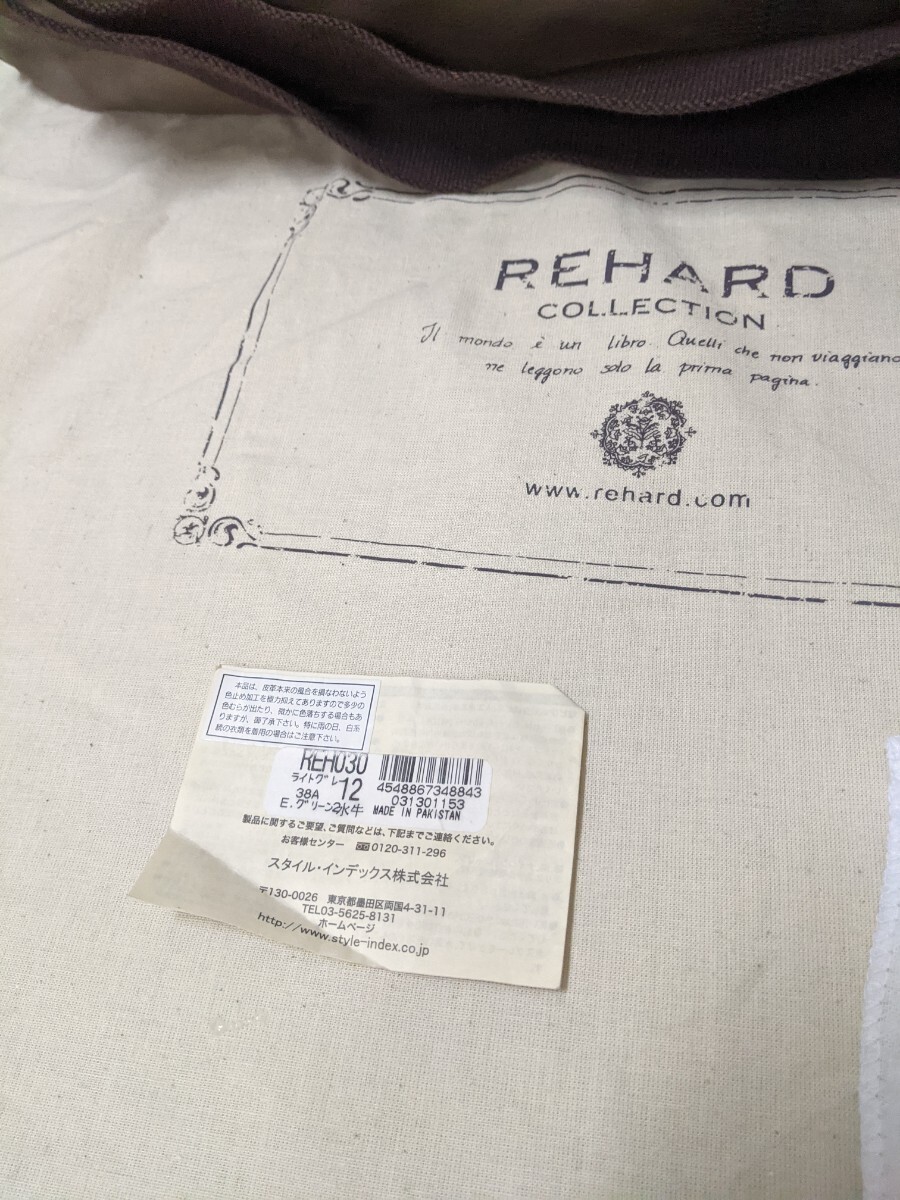 REHARD
COLLECTION
Il mondo è un libro. Quelli che non viaggiano
ne leggono solo la prima pagina.
www.rehard.com
本品は、皮革本来の風合を損なわないよう
色止め加工を極力抑えてありますので多少の
色むらが出たり、微かに色落ちする場合もあ
りますが、御了承下さい。特に雨の日、白系
統の衣類を着用の場合はご注意下さい。
REH030
ライトグレ 12
38A
E.グリーン2水牛
4548867348843
031301153
MADE IN PAKISTAN
製品に関するご要望、ご質問などは、下記までご連絡ください。
お客様センター 0120-311-296
スタイル・インデックス株式会社
〒130-0026 東京都墨田区両国4-31-11
TEL03-5625-8131
ホームページ
http://www.style-index.co.jp